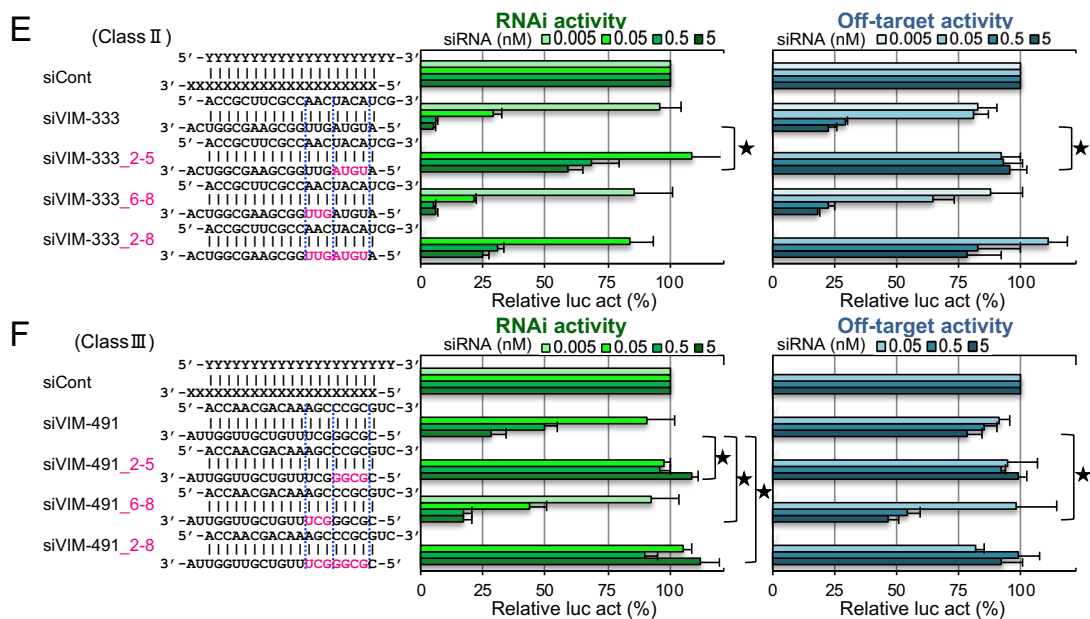 E
(Class Ⅱ)
RNAi activity
Off-target activity
siRNA (nM) 0.005 0.05 0.5 5
siRNA (nM) 0.005 0.05 0.5 5
siCont
5′-YYYYYYYYYYYYYYYYYYYYY-3′
3′-XXXXXXXXXXXXXXXXXXXXX-5′
siVIM-333
5′-ACCGCUUCGCCAACUACAUCG-3′
3′-ACUGGCGAAGCGGUUGAUGUA-5′
siVIM-333_2-5
5′-ACCGCUUCGCCAACUACAUCG-3′
3′-ACUGGCGAAGCGGUUGAUGUA-5′
siVIM-333_6-8
5′-ACCGCUUCGCCAACUACAUCG-3′
3′-ACUGGCGAAGCGGUUGAUGUA-5′
siVIM-333_2-8
5′-ACCGCUUCGCCAACUACAUCG-3′
3′-ACUGGCGAAGCGGUUGAUGUA-5′
0 25 50 75 100
0 25 50 75 100
Relative luc act (%)
Relative luc act (%)
F
(Class Ⅲ)
RNAi activity
Off-target activity
siRNA (nM) 0.005 0.05 0.5 5
siRNA (nM) 0.05 0.5 5
siCont
5′-YYYYYYYYYYYYYYYYYYYYY-3′
3′-XXXXXXXXXXXXXXXXXXXXX-5′
siVIM-491
5′-ACCAACGACAAAGCCCGCGUC-3′
3′-AUUGGUUGCUGUUUCGGGCGC-5′
siVIM-491_2-5
5′-ACCAACGACAAAGCCCGCGUC-3′
3′-AUUGGUUGCUGUUUCGGGCGC-5′
siVIM-491_6-8
5′-ACCAACGACAAAGCCCGCGUC-3′
3′-AUUGGUUGCUGUUUCGGGCGC-5′
siVIM-491_2-8
5′-ACCAACGACAAAGCCCGCGUC-3′
3′-AUUGGUUGCUGUUUCGGGCGC-5′
0 25 50 75 100
0 25 50 75 100
Relative luc act (%)
Relative luc act (%)